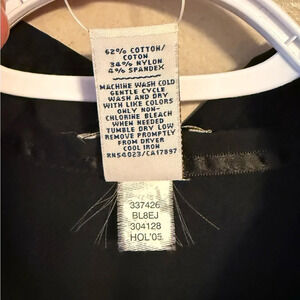 62% COTTON/
COTON
34% NYLON
4% SPANDEX
MACHINE WASH COLD
GENTLE CYCLE
WASH AND DRY
WITH LIKE COLORS
ONLY NON-
CHLORINE BLEACH
WHEN NEEDED
TUMBLE DRY LOW
REMOVE PROMPTLY
FROM DRYER
COOL IRON
RN54023/CA17897
337426
BL8EJ
304128
HOL'05